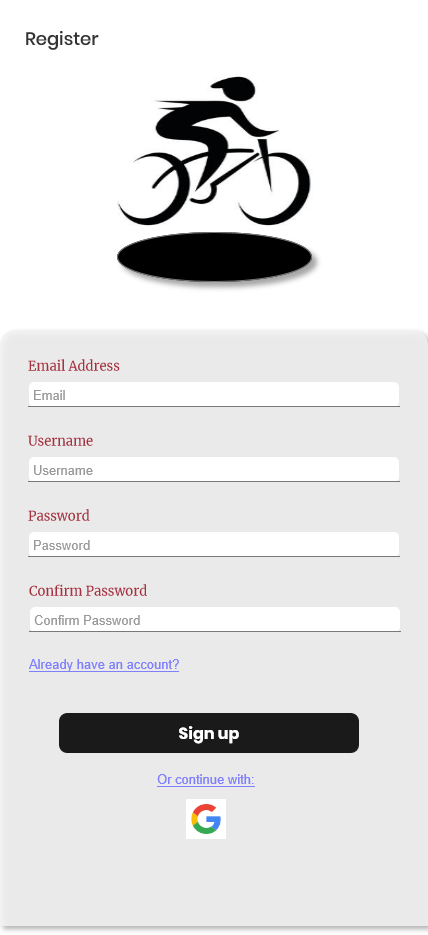 Register
Email Address
Email
Username
Username
Password
Password
Confirm Password
Confirm Password
Already have an account?
Sign up
Or continue with: